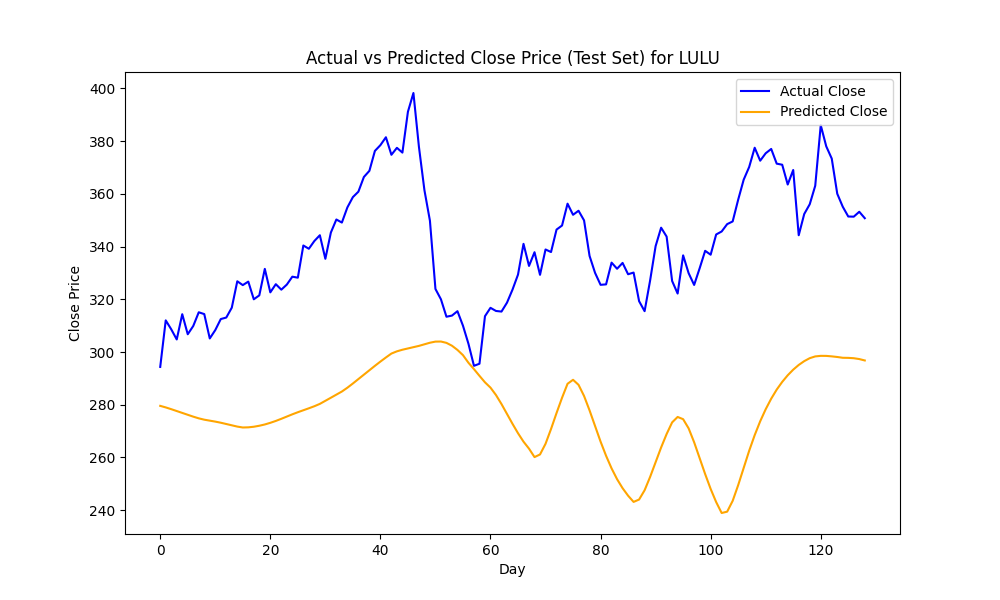 Actual vs Predicted Close Price (Test Set) for LULU
Actual Close
Predicted Close
Close Price
400
380
360
340
320
300
280
260
240
0 20 40 60 80 100 120
Day